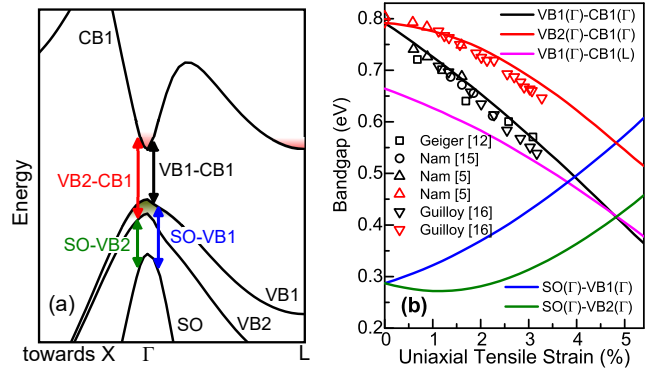 CB1
VB2-CB1
VB1-CB1
SO-VB2
SO-VB1
(a)
VB1
VB2
SO
Energy
towards X
Γ
L
VB1(Γ)-CB1(Γ)
VB2(Γ)-CB1(Γ)
VB1(Γ)-CB1(L)
Geiger [12]
Nam [15]
Nam [5]
Nam [5]
Guilloy [16]
Guilloy [16]
SO(Γ)-VB1(Γ)
SO(Γ)-VB2(Γ)
(b)
0.8
0.7
0.6
0.5
0.4
0.3
0.2
Bandgap (eV)
0
1
2
3
4
5
Uniaxial Tensile Strain (%)